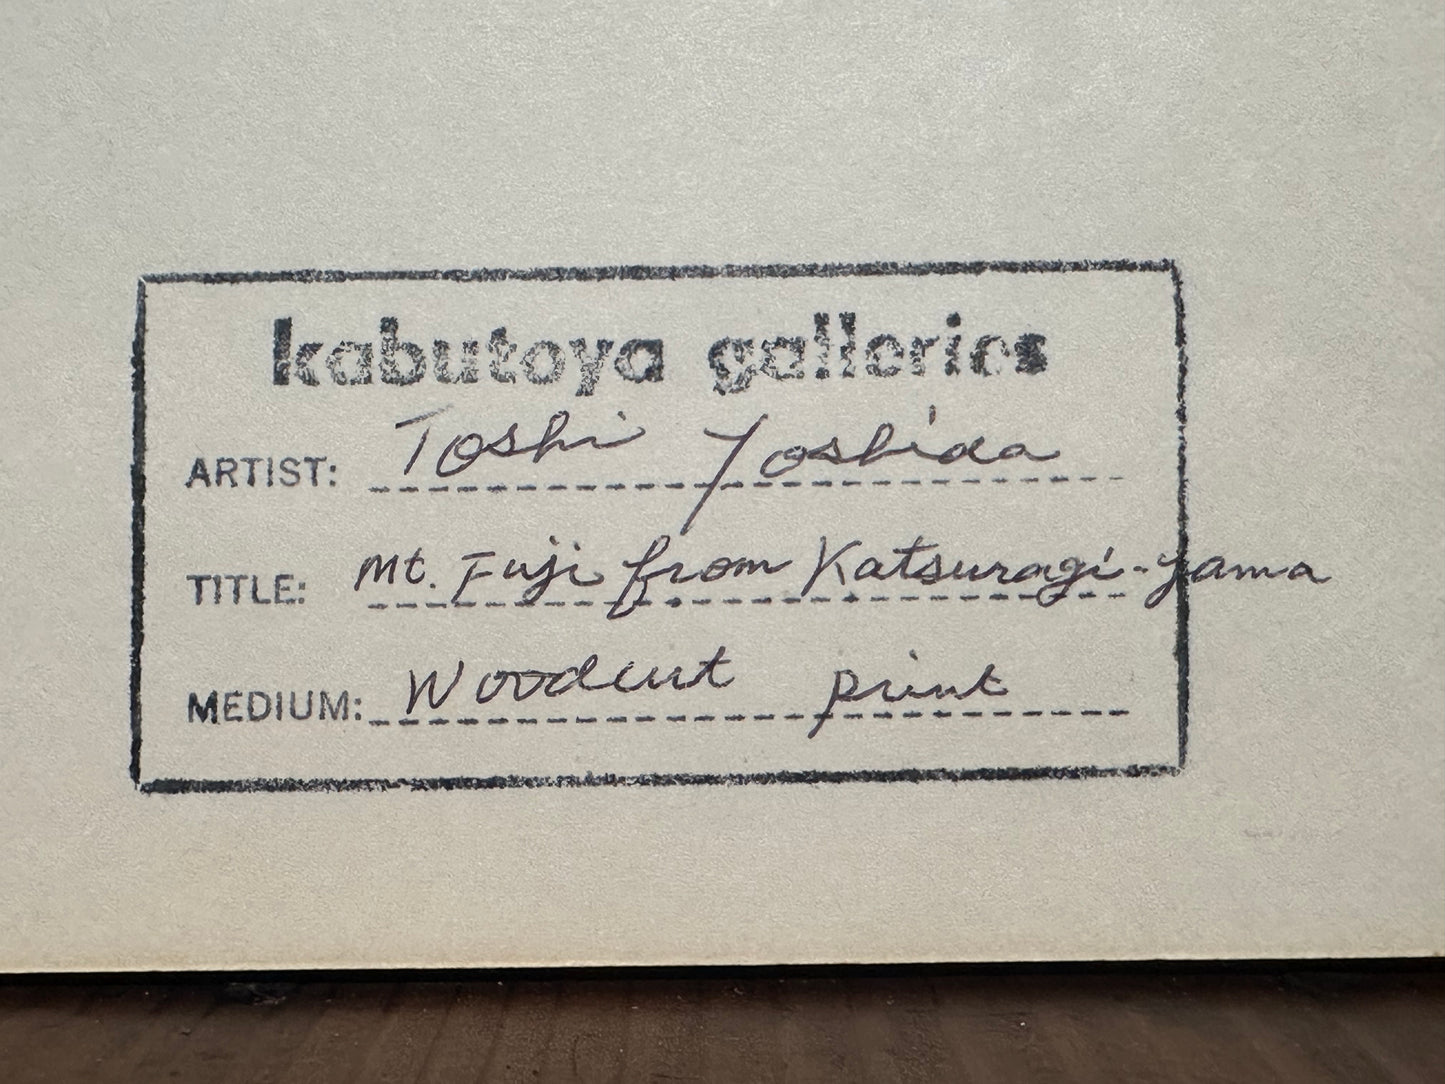 kabutoya galleries
ARTIST: Toshi Yoshida
TITLE: Mt. Fuji from Katsuragi-yama
MEDIUM: Woodcut print